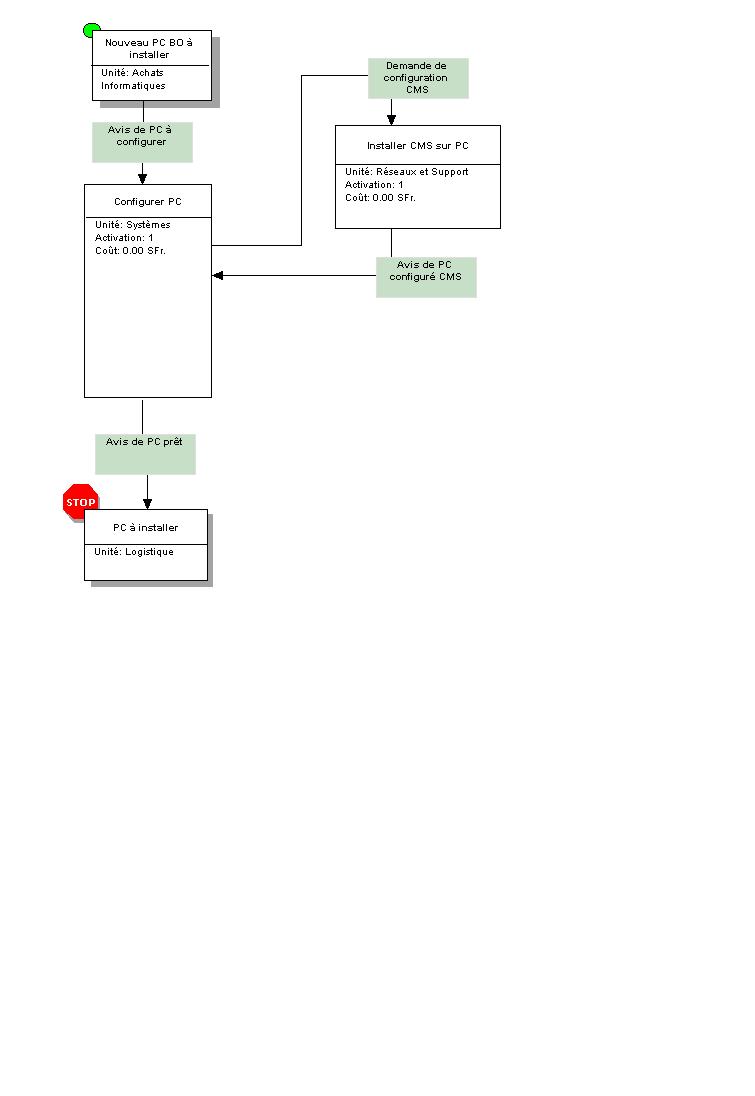 Nouveau PC BO à
installer
Unité: Achats
Informatiques
Avis de PC à
configurer
Configurer PC
Unité: Systèmes
Activation: 1
Coût: 0.00 SFr.
Demande de
configuration
CMS
Installer CMS sur PC
Unité: Réseaux et Support
Activation: 1
Coût: 0.00 SFr.
Avis de PC
configuré CMS
Avis de PC prêt
STOP
PC à installer
Unité: Logistique